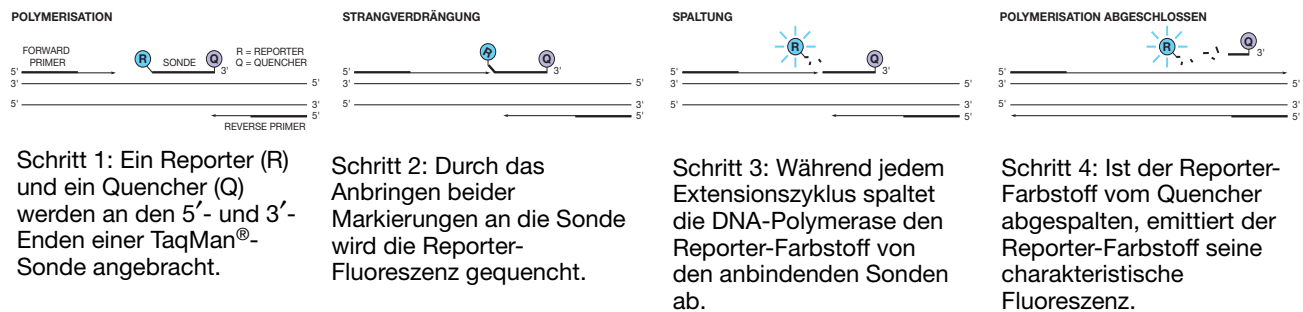 POLYMERISATION
FORWARD
PRIMER
R
SONDE
Q
R = REPORTER
Q = QUENCHER
5'
3'
3'
5'
5'
3'
5'
REVERSE PRIMER
Schritt 1: Ein Reporter (R)
und ein Quencher (Q)
werden an den 5′- und 3′-
Enden einer TaqMan®-
Sonde angebracht.
STRANGVERDRÄNGUNG
R
Q
5'
3'
3'
5'
5'
3'
5'
Schritt 2: Durch das
Anbringen beider
Markierungen an die Sonde
wird die Reporter-
Fluoreszenz gequencht.
SPALTUNG
R
Q
5'
3'
3'
5'
5'
3'
5'
Schritt 3: Während jedem
Extensionszyklus spaltet
die DNA-Polymerase den
Reporter-Farbstoff von
den anbindenden Sonden
ab.
POLYMERISATION ABGESCHLOSSEN
R
Q
3'
5'
3'
5'
5'
3'
5'
Schritt 4: Ist der Reporter-
Farbstoff vom Quencher
abgespalten, emittiert der
Reporter-Farbstoff seine
charakteristische
Fluoreszenz.